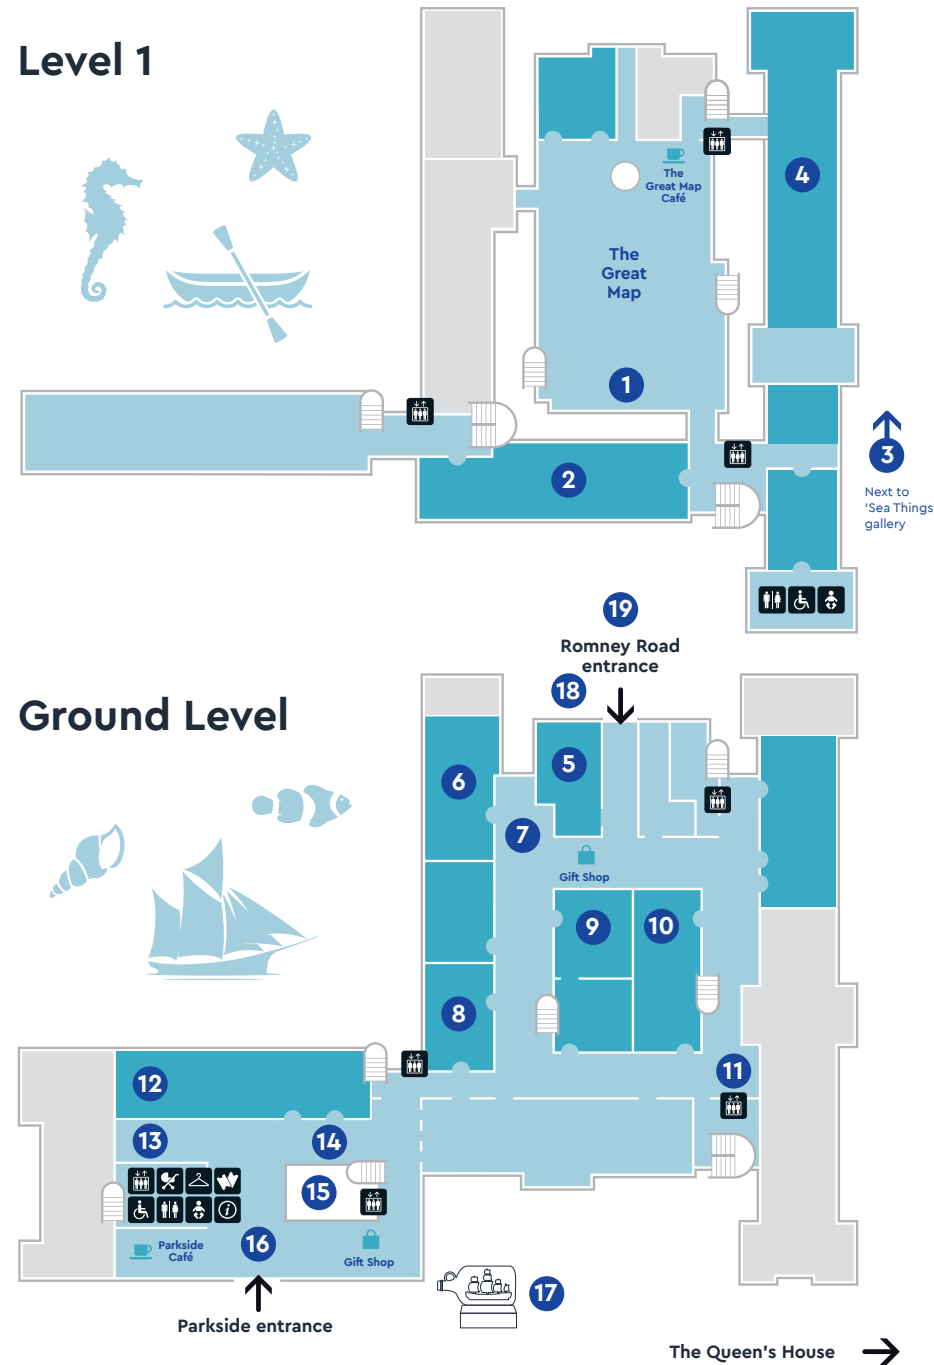 Level 1
4
The
Great Map
Café
The
Great
Map
1
3
2
Next to
‘Sea Things
gallery
19
Romney Road
entrance
18
Ground Level
5
6
7
Gift Shop
9
10
8
11
12
13
14
15
16
Parkside
Café
Gift Shop
17
Parkside entrance
The Queen's House